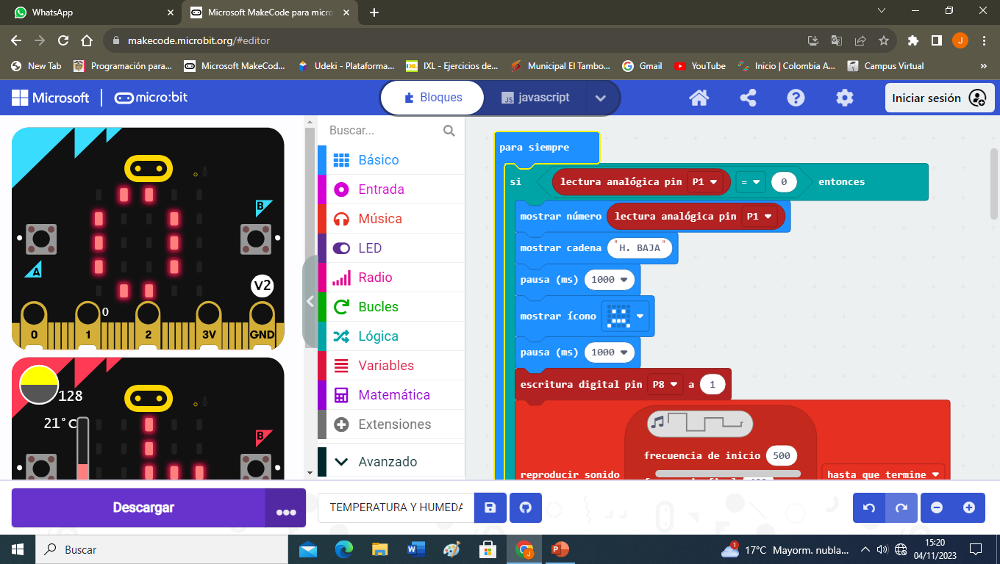 WhatsApp
Microsoft MakeCode para micro
makecode.microbit.org/#editor
J
New Tab
Programación para...
Microsoft MakeCod...
Udeki - Plataforma...
IXL - Ejercicios de...
Municipal El Tambo...
Gmail
YouTube
Inicio | Colombia A...
Campus Virtual
»
Microsoft
micro:bit
Bloques
JS javascript
Iniciar sesión
B
A
V2
0
0 1 2 3V GND
128
21°C
B
Buscar...
Básico
Entrada
Música
LED
Radio
Bucles
Lógica
Variables
Matemática
Extensiones
Avanzado
para siempre
si lectura analógica pin P1 = 0 entonces
mostrar número lectura analógica pin P1
mostrar cadena "H. BAJA"
pausa (ms) 1000
mostrar ícono
pausa (ms) 1000
escritura digital pin P8 a 1
frecuencia de inicio 500
reproducir sonido
hasta que termine
Descargar
TEMPERATURA Y HUMEDA
Buscar
1
17°C Mayorm. nubla...
15:20
04/11/2023